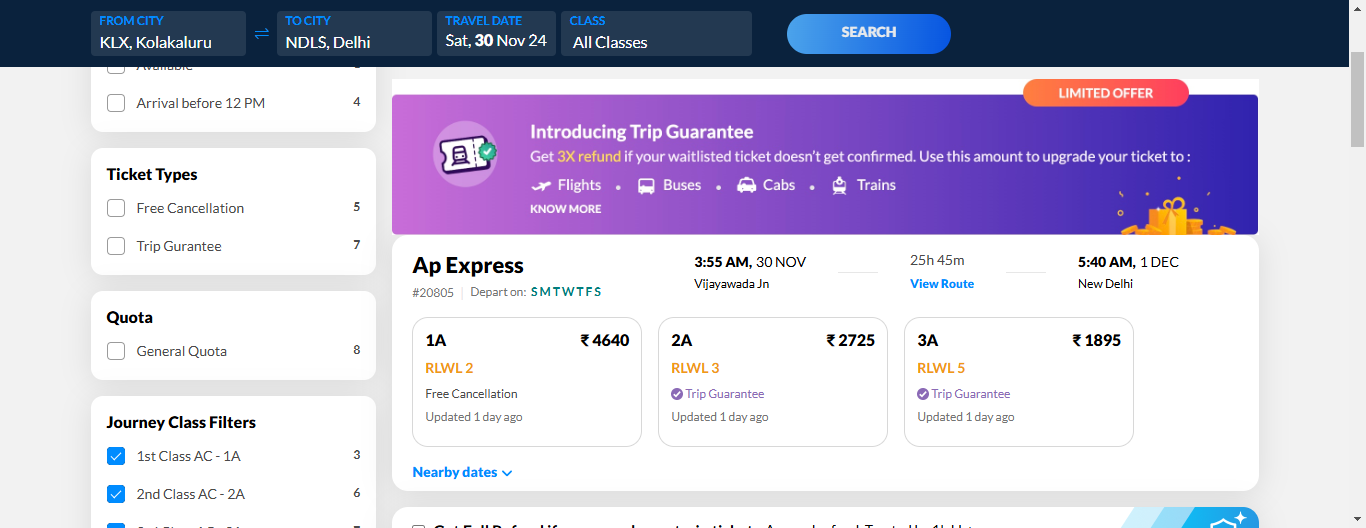 FROM CITY
KLX, Kolakaluru
TO CITY
NDLS, Delhi
TRAVEL DATE
Sat, 30 Nov 24
CLASS
All Classes
SEARCH
Available
Arrival before 12 PM 4
Ticket Types
Free Cancellation 5
Trip Gurantee 7
Quota
General Quota 8
Journey Class Filters
1st Class AC - 1A 3
2nd Class AC - 2A 6
LIMITED OFFER
Introducing Trip Guarantee
Get 3X refund if your waitlisted ticket doesn't get confirmed. Use this amount to upgrade your ticket to :
Flights • Buses • Cabs • Trains
KNOW MORE
Ap Express
#20805 | Depart on: S M T W T F S
3:55 AM, 30 NOV
Vijayawada Jn
25h 45m
View Route
5:40 AM, 1 DEC
New Delhi
1A ₹ 4640
RLWL 2
Free Cancellation
Updated 1 day ago
2A ₹ 2725
RLWL 3
Trip Guarantee
Updated 1 day ago
3A ₹ 1895
RLWL 5
Trip Guarantee
Updated 1 day ago
Nearby dates